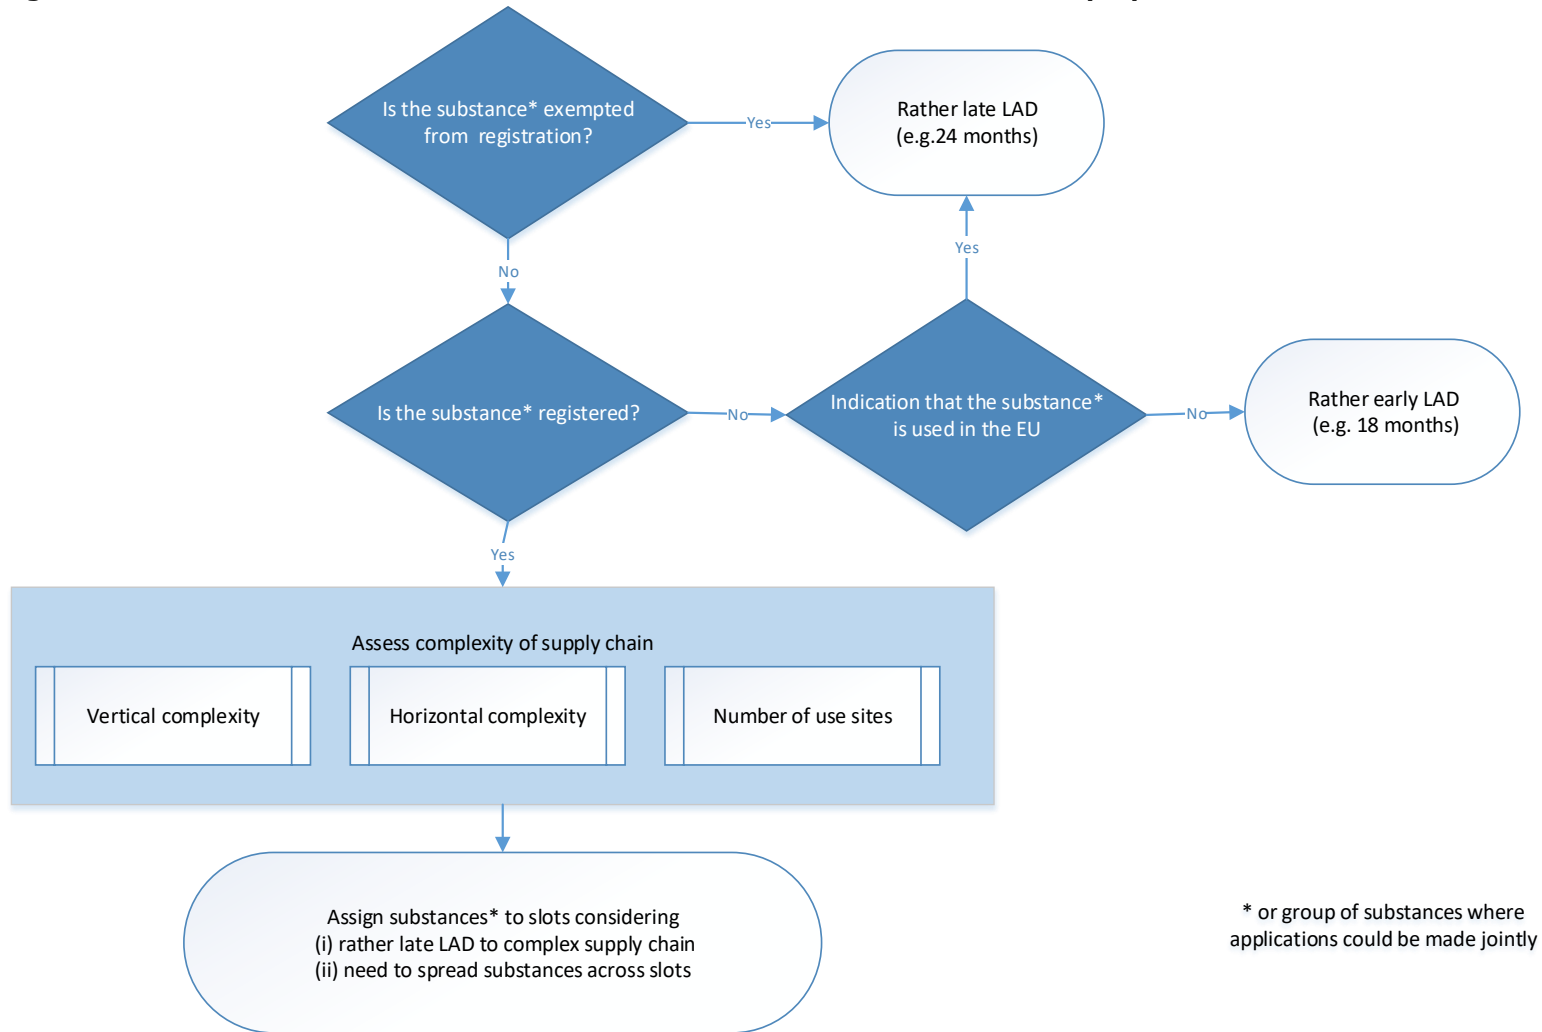 Is the substance* exempted
from registration?
Yes
Rather late LAD
(e.g.24 months)
No
Yes
Is the substance* registered?
No
Indication that the substance*
is used in the EU
No
Rather early LAD
(e.g. 18 months)
Yes
Assess complexity of supply chain
Vertical complexity
Horizontal complexity
Number of use sites
Assign substances* to slots considering
(i) rather late LAD to complex supply chain
(ii) need to spread substances across slots
* or group of substances where
applications could be made jointly